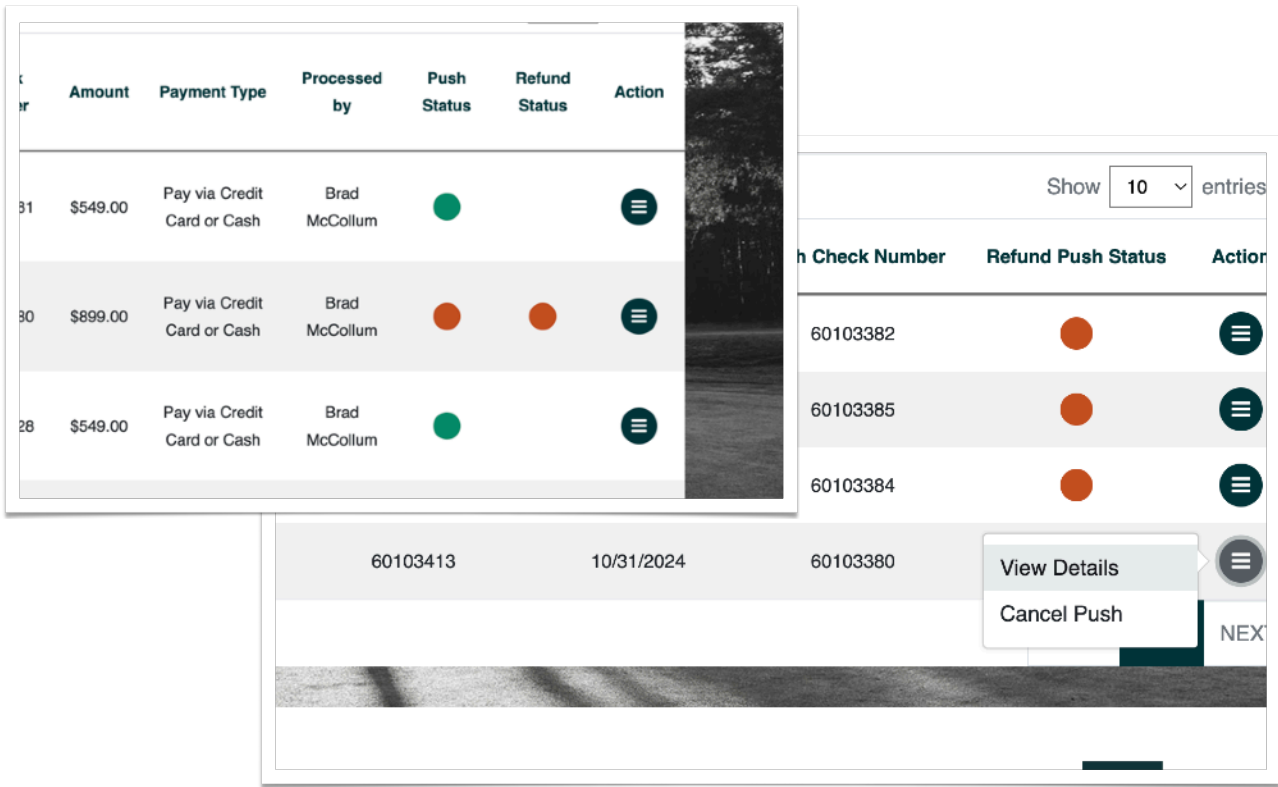 Amount Payment Type Processed by Push Status Refund Status Action
31 $549.00 Pay via Credit Card or Cash Brad McCollum
80 $899.00 Pay via Credit Card or Cash Brad McCollum
28 $549.00 Pay via Credit Card or Cash Brad McCollum
Show 10 entries
h Check Number Refund Push Status Action
60103382
60103385
60103384
60103413 10/31/2024 60103380
View Details
Cancel Push
NEXT